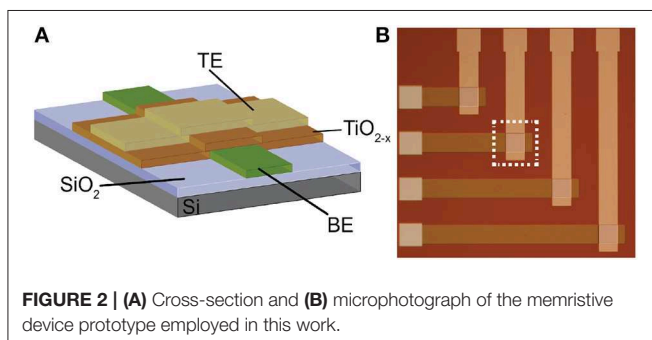 A
B
TE
TiO2-x
SiO2
Si
BE
FIGURE 2 | (A) Cross-section and (B) microphotograph of the memristive
device prototype employed in this work.